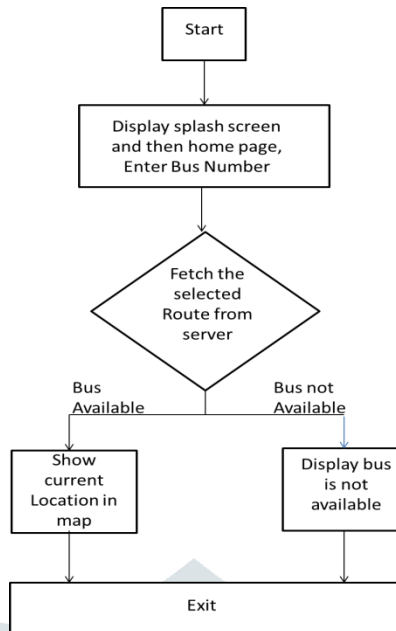 Start
Display splash screen
and then home page,
Enter Bus Number
Fetch the
selected
Route from
server
Bus
Available
Bus not
Available
Show
current
Location in
map
Display bus
is not
available
Exit